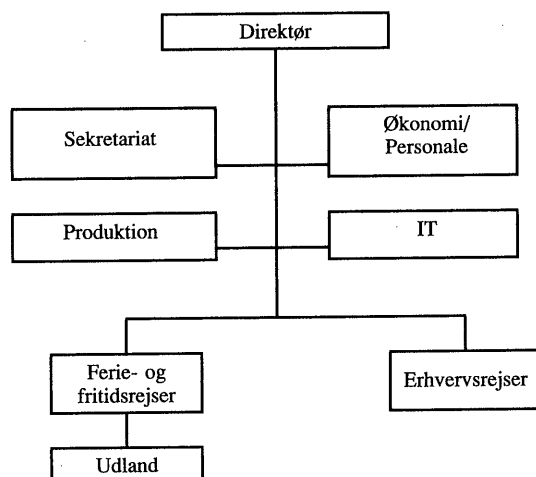 Direktør
Sekretariat
Økonomi/
Personale
Produktion
IT
Ferie- og
fritidsrejser
Erhvervsrejser
Udland